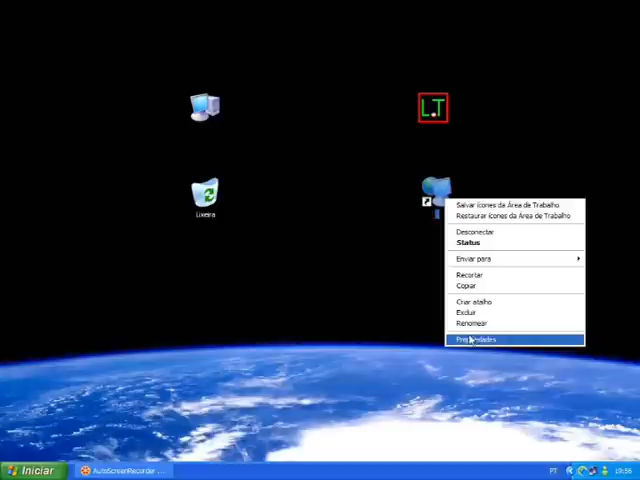 L.T
Lixeira
Salvar ícones da Área de Trabalho
Restaurar ícones da Área de Trabalho
Desconectar
Status
Enviar para
Recortar
Copiar
Criar atalho
Excluir
Renomear
Propriedades
Iniciar
AutoScreenRecorder ...
PT
19:56